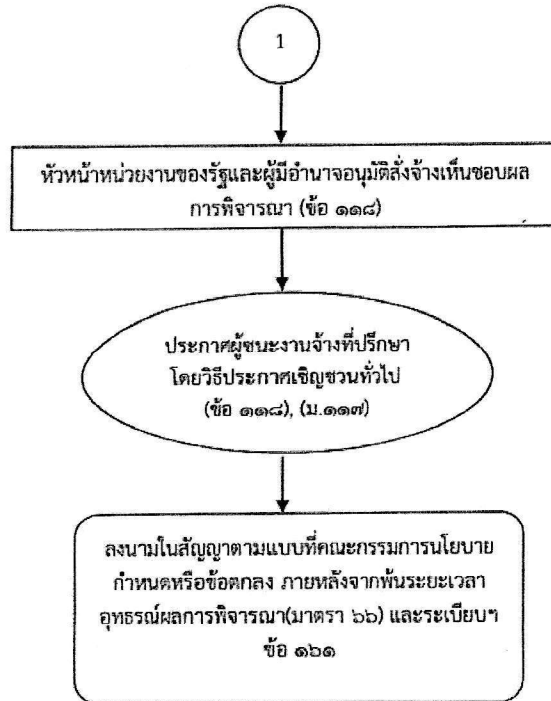 1
หัวหน้าหน่วยงานของรัฐและผู้มีอำนาจอนุมัติสั่งจ้างเห็นชอบผล
การพิจารณา (ข้อ ๑๑๘)
ประกาศผู้ชนะงานจ้างที่ปรึกษา
โดยวิธีประกาศเชิญชวนทั่วไป
(ข้อ ๑๑๘), (ม.๑๑๗)
ลงนามในสัญญาตามแบบที่คณะกรรมการนโยบาย
กำหนดหรือข้อตกลง ภายหลังจากพ้นระยะเวลา
อุทธรณ์ผลการพิจารณา(มาตรา ๖๖) และระเบียบฯ
ข้อ ๑๖๑